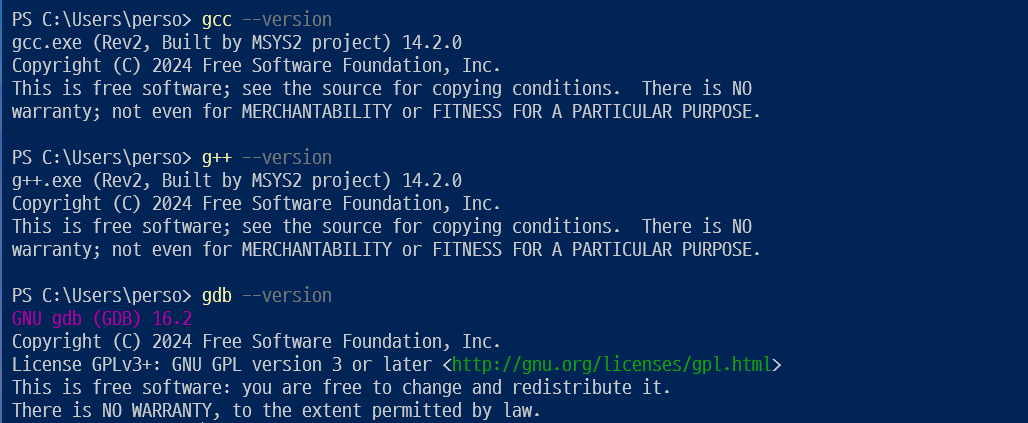 PS C:\Users\perso> gcc --version
gcc.exe (Rev2, Built by MSYS2 project) 14.2.0
Copyright (C) 2024 Free Software Foundation, Inc.
This is free software; see the source for copying conditions.  There is NO
warranty; not even for MERCHANTABILITY or FITNESS FOR A PARTICULAR PURPOSE.

PS C:\Users\perso> g++ --version
g++.exe (Rev2, Built by MSYS2 project) 14.2.0
Copyright (C) 2024 Free Software Foundation, Inc.
This is free software; see the source for copying conditions.  There is NO
warranty; not even for MERCHANTABILITY or FITNESS FOR A PARTICULAR PURPOSE.

PS C:\Users\perso> gdb --version
GNU gdb (GDB) 16.2
Copyright (C) 2024 Free Software Foundation, Inc.
License GPLv3+: GNU GPL version 3 or later <http://gnu.org/licenses/gpl.html>
This is free software: you are free to change and redistribute it.
There is NO WARRANTY, to the extent permitted by law.